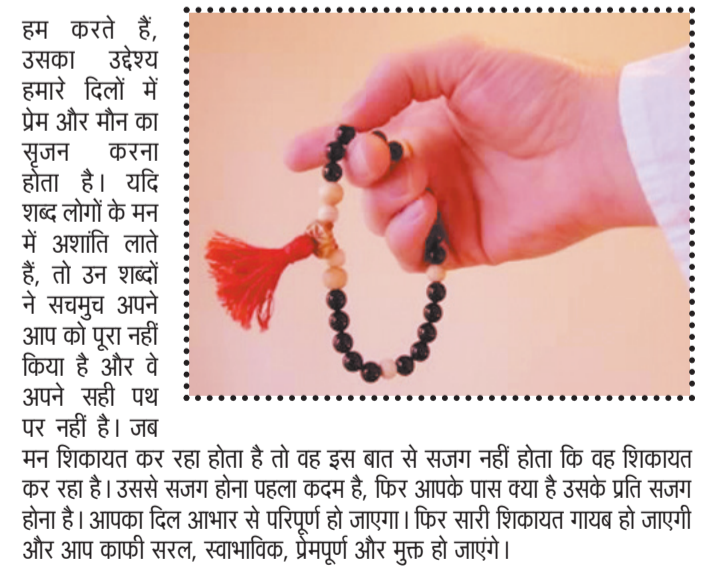 हम करते हैं,
उसका उद्देश्य
हमारे दिलों में
प्रेम और मौन का
सृजन करना
होता है। यदि
शब्द लोगों के मन
में अशांति लाते
हैं, तो उन शब्दों
ने सचमुच अपने
आप को पूरा नहीं
किया है और वे
अपने सही पथ
पर नहीं है। जब
मन शिकायत कर रहा होता है तो वह इस बात से सजग नहीं होता कि वह शिकायत
कर रहा है। उससे सजग होना पहला कदम है, फिर आपके पास क्या है उसके प्रति सजग
होना है। आपका दिल आभार से परिपूर्ण हो जाएगा। फिर सारी शिकायत गायब हो जाएगी
और आप काफी सरल, स्वाभाविक, प्रेमपूर्ण और मुक्त हो जाएंगे।